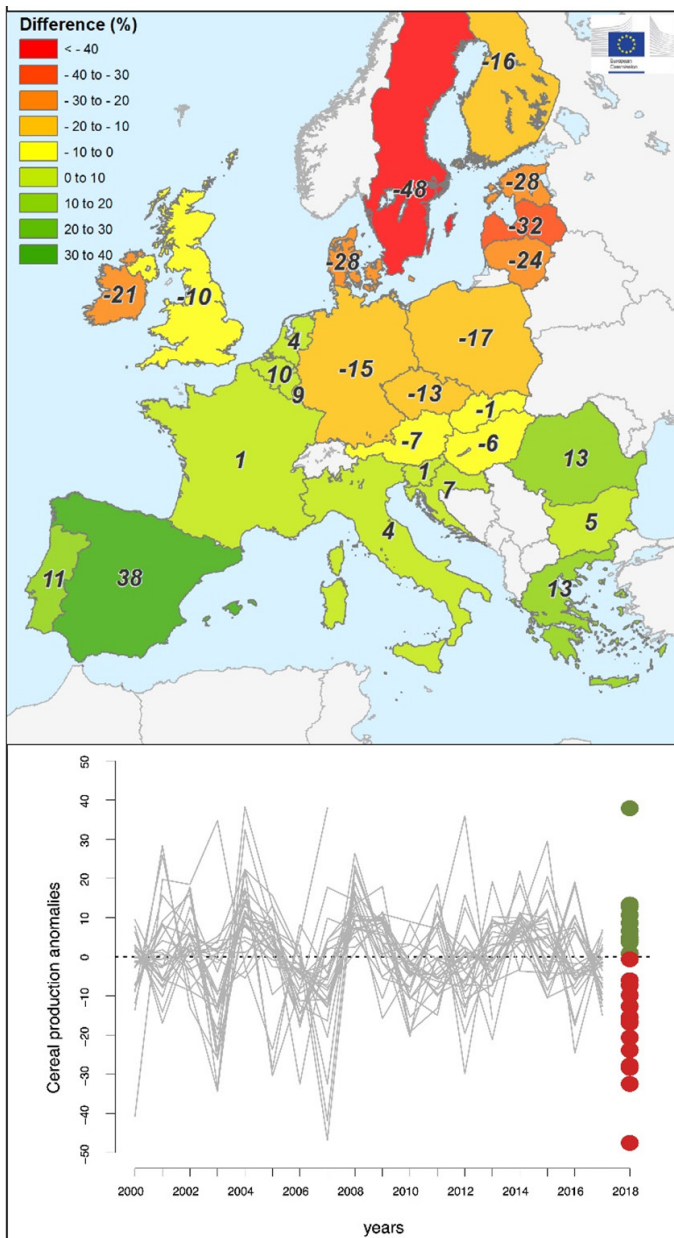 Difference (%)
< - 40
- 40 to - 30
- 30 to - 20
- 20 to - 10
- 10 to 0
0 to 10
10 to 20
20 to 30
30 to 40
European
Commission
-16
-48
-28
-32
-24
-28
-21
-10
4
10
9
-15
-17
-13
-1
-7
-6
1
1
7
13
5
4
11
38
13
Cereal production anomalies
50
40
30
20
10
0
-10
-20
-30
-40
-50
2000 2002 2004 2006 2008 2010 2012 2014 2016 2018
years